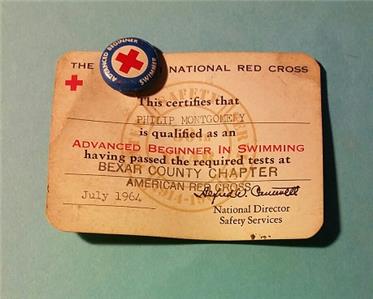 ADVANCED BEGINNER
SWIMMER
THE NATIONAL RED CROSS
This certifies that
PHILIP MONTGOMERY
is qualified as an
ADVANCED BEGINNER IN SWIMMING
having passed the required tests at
BEXAR COUNTY CHAPTER
AMERICAN RED CROSS
July 1964
National Director
Safety Services